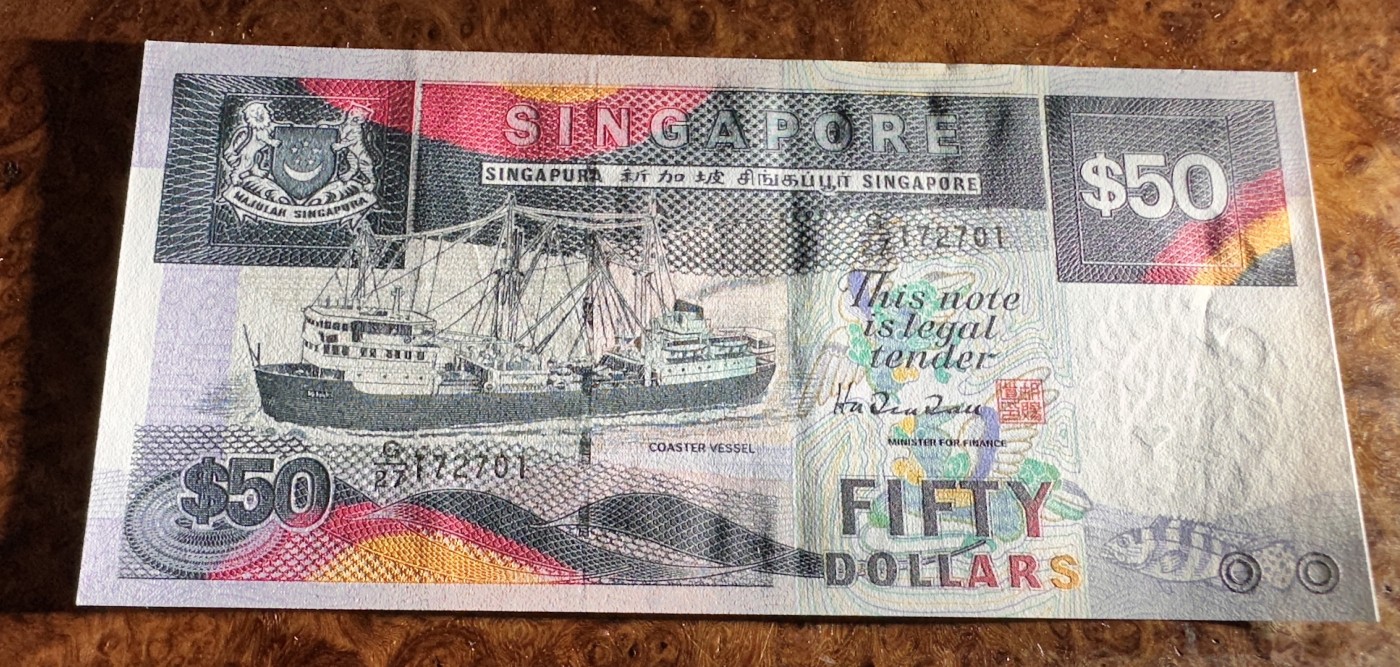 SINGAPORE
SINGAPURA 新加坡 சிங்கப்பூர் SINGAPORE
MAJULAH SINGAPURA
$50
172701
This note
is legal
tender
MINISTER FOR FINANCE
COASTER VESSEL
C/27 172701
$50
FIFTY
DOLLARS